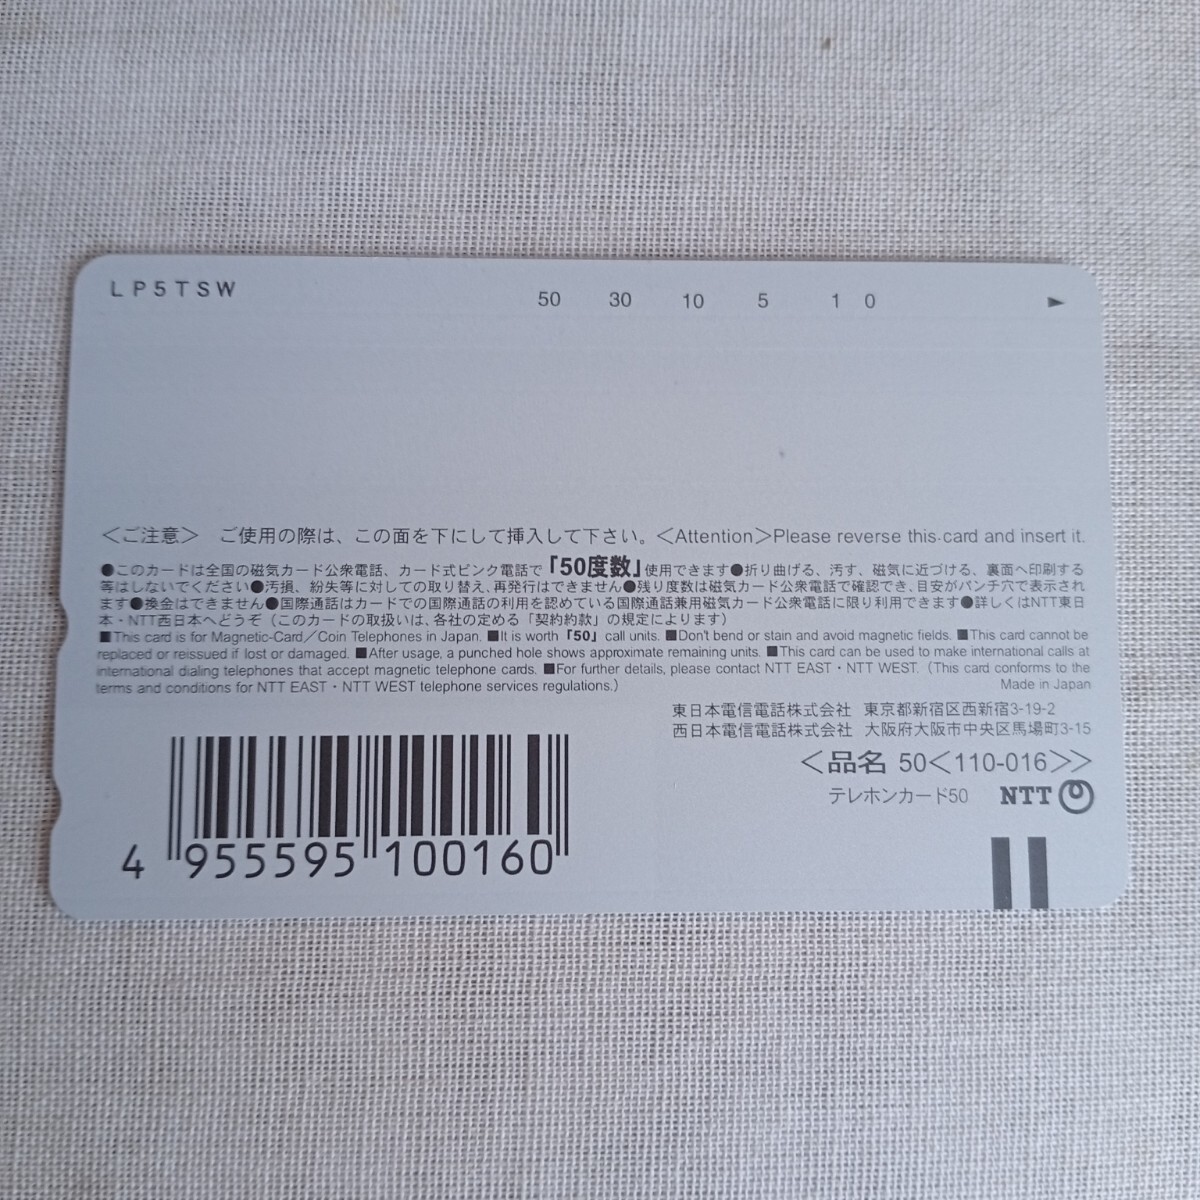 LP5TSW
50 30 10 5 1 0 ►
＜ご注意＞ ご使用の際は、この面を下にして挿入して下さい。＜Attention＞Please reverse this card and insert it.
●このカードは全国の磁気カード公衆電話、カード式ピンク電話で「50度数」使用できます●折り曲げる、汚す、磁気に近づける、裏面へ印刷する
等はしないでください●汚損、紛失等に対しての取り替え、再発行はできません●残り度数は磁気カード公衆電話で確認でき、目安がパンチ穴で表示され
ます●換金はできません●国際通話はカードでの国際通話の利用を認めている国際通話兼用磁気カード公衆電話に限り利用できます●詳しくはNTT東日
本・NTT西日本へどうぞ（このカードの取扱いは、各社の定める「契約約款」の規定によります）
■This card is for Magnetic-Card／Coin Telephones in Japan. ■It is worth「50」call units. ■Don't bend or stain and avoid magnetic fields. ■This card cannot be
replaced or reissued if lost or damaged. ■After usage, a punched hole shows approximate remaining units. ■This card can be used to make international calls at
international dialing telephones that accept magnetic telephone cards. ■For further details, please contact NTT EAST・NTT WEST.（This card conforms to the
terms and conditions for NTT EAST・NTT WEST telephone services regulations.） Made in Japan
東日本電信電話株式会社 東京都新宿区西新宿3-19-2
西日本電信電話株式会社 大阪府大阪市中央区馬場町3-15
＜品名 50＜110-016＞＞
テレホンカード50 NTT
4 955595 100160